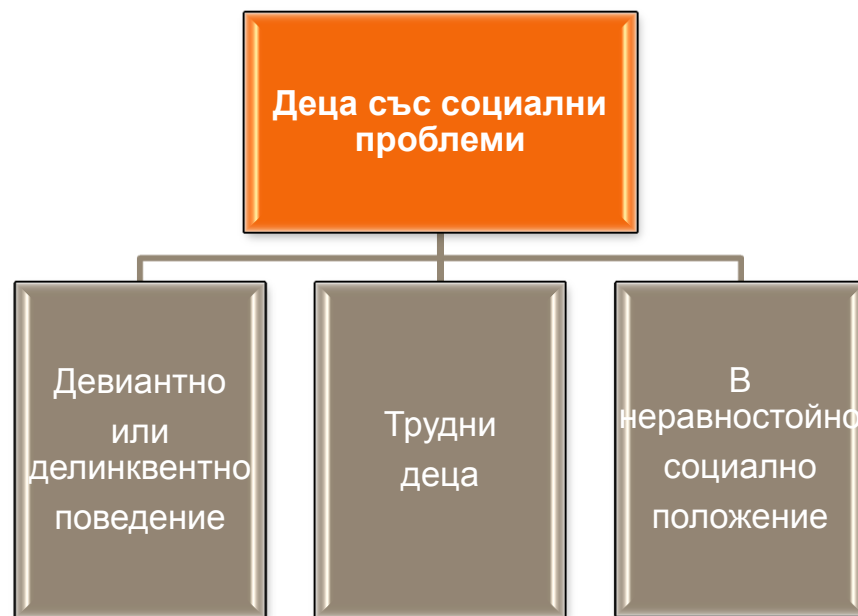 Деца със социални
проблеми
Девиантно
или
делинквентно
поведение
Трудни
деца
В
неравностойно
социално
положение